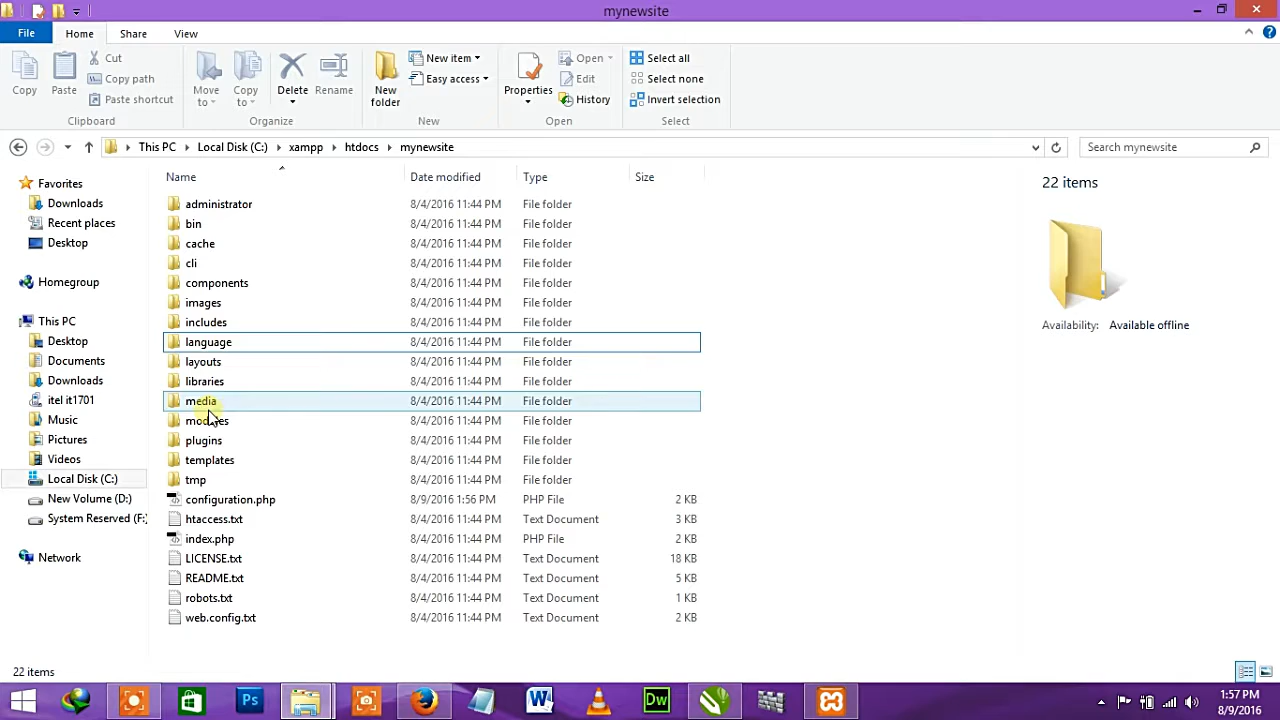 mynewsite
File Home Share View
Copy Paste Cut Copy path Paste shortcut Move to Copy to Delete Rename New folder New item Easy access Properties Open Edit History Select all Select none Invert selection
Clipboard Organize New Open Select
This PC Local Disk (C:) xampp htdocs mynewsite Search mynewsite
Name Date modified Type Size
22 items
Availability: Available offline
Favorites
Downloads
Recent places
Desktop
Homegroup
This PC
Desktop
Documents
Downloads
itel it1701
Music
Pictures
Videos
Local Disk (C:)
New Volume (D:)
System Reserved (F:)
Network
administrator 8/4/2016 11:44 PM File folder
bin 8/4/2016 11:44 PM File folder
cache 8/4/2016 11:44 PM File folder
cli 8/4/2016 11:44 PM File folder
components 8/4/2016 11:44 PM File folder
images 8/4/2016 11:44 PM File folder
includes 8/4/2016 11:44 PM File folder
language 8/4/2016 11:44 PM File folder
layouts 8/4/2016 11:44 PM File folder
libraries 8/4/2016 11:44 PM File folder
media 8/4/2016 11:44 PM File folder
modules 8/4/2016 11:44 PM File folder
plugins 8/4/2016 11:44 PM File folder
templates 8/4/2016 11:44 PM File folder
tmp 8/4/2016 11:44 PM File folder
configuration.php 8/9/2016 1:56 PM PHP File 2 KB
htaccess.txt 8/4/2016 11:44 PM Text Document 3 KB
index.php 8/4/2016 11:44 PM PHP File 2 KB
LICENSE.txt 8/4/2016 11:44 PM Text Document 18 KB
README.txt 8/4/2016 11:44 PM Text Document 5 KB
robots.txt 8/4/2016 11:44 PM Text Document 1 KB
web.config.txt 8/4/2016 11:44 PM Text Document 2 KB
22 items
Ps Dw
1:57 PM
8/9/2016